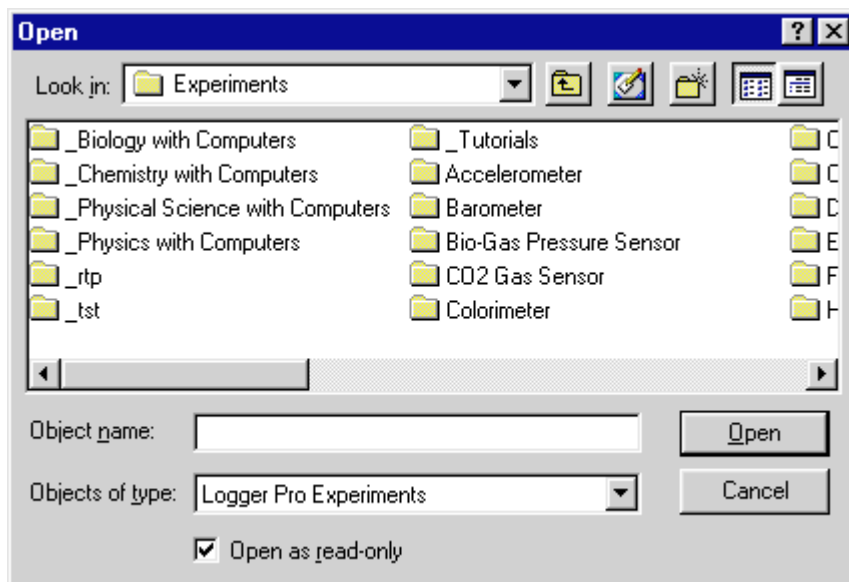 Open
Look in: Experiments
_Biology with Computers
_Chemistry with Computers
_Physical Science with Computers
_Physics with Computers
_rtp
_tst
_Tutorials
Accelerometer
Barometer
Bio-Gas Pressure Sensor
CO2 Gas Sensor
Colorimeter
Object name:
Open
Objects of type: Logger Pro Experiments
Cancel
Open as read-only